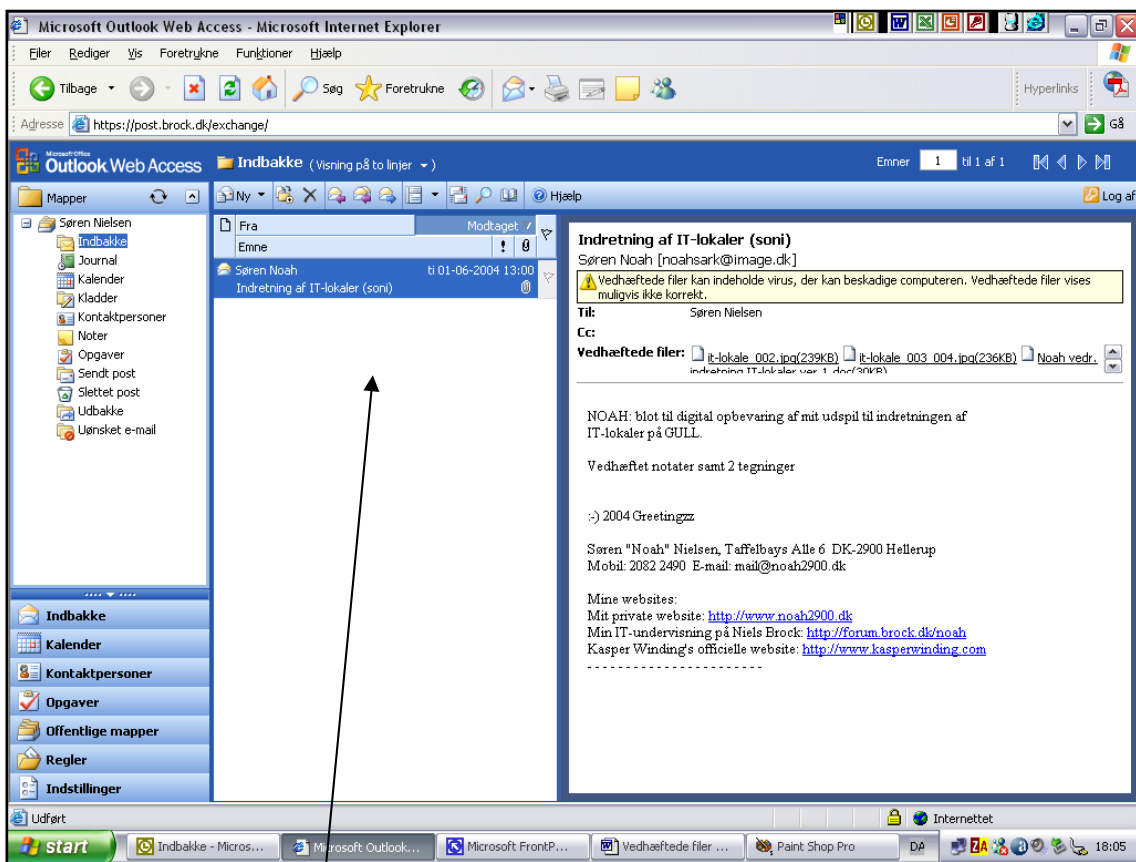 Microsoft Outlook Web Access - Microsoft Internet Explorer
Filer Rediger Vis Foretrukne Funktioner Hjælp
Tilbage Søg Foretrukne Hyperlinks
Adresse https://post.brock.dk/exchange/ Gå
Microsoft Office
Outlook Web Access Indbakke (Visning på to linjer) Emner 1 til 1 af 1
Mapper Ny Hjælp Log af
Søren Nielsen
Indbakke
Journal
Kalender
Kladder
Kontaktpersoner
Noter
Opgaver
Sendt post
Slettet post
Udbakke
Uønsket e-mail
Indbakke
Kalender
Kontaktpersoner
Opgaver
Offentlige mapper
Regler
Indstillinger
Fra Modtaget
Emne
Søren Noah ti 01-06-2004 13:00
Indretning af IT-lokaler (soni)
Indretning af IT-lokaler (soni)
Søren Noah [noahsark@image.dk]
Vedhæftede filer kan indeholde virus, der kan beskadige computeren. Vedhæftede filer vises
muligvis ikke korrekt.
Til: Søren Nielsen
Cc:
Vedhæftede filer: it-lokale_002.jpg(239KB) it-lokale_003_004.jpg(236KB) Noah vedr.
indretning IT-lokaler ver 1.doc(30KB)
NOAH: blot til digital opbevaring af mit udspil til indretningen af
IT-lokaler på GULL.
Vedhæftet notater samt 2 tegninger
:-) 2004 Greetingzz
Søren "Noah" Nielsen, Taffelbays Alle 6 DK-2900 Hellerup
Mobil: 2082 2490 E-mail: mail@noah2900.dk
Mine websites:
Mit private website: http://www.noah2900.dk
Min IT-undervisning på Niels Brock: http://forum.brock.dk/noah
Kasper Winding's officielle website: http://www.kasperwinding.com
- - - - - - - - - - - - - - - - - - - - - - -
Udført Internettet
start Indbakke - Micros... Microsoft Outlook... Microsoft FrontP... Vedhæftede filer ... Paint Shop Pro DA ZA 18:05